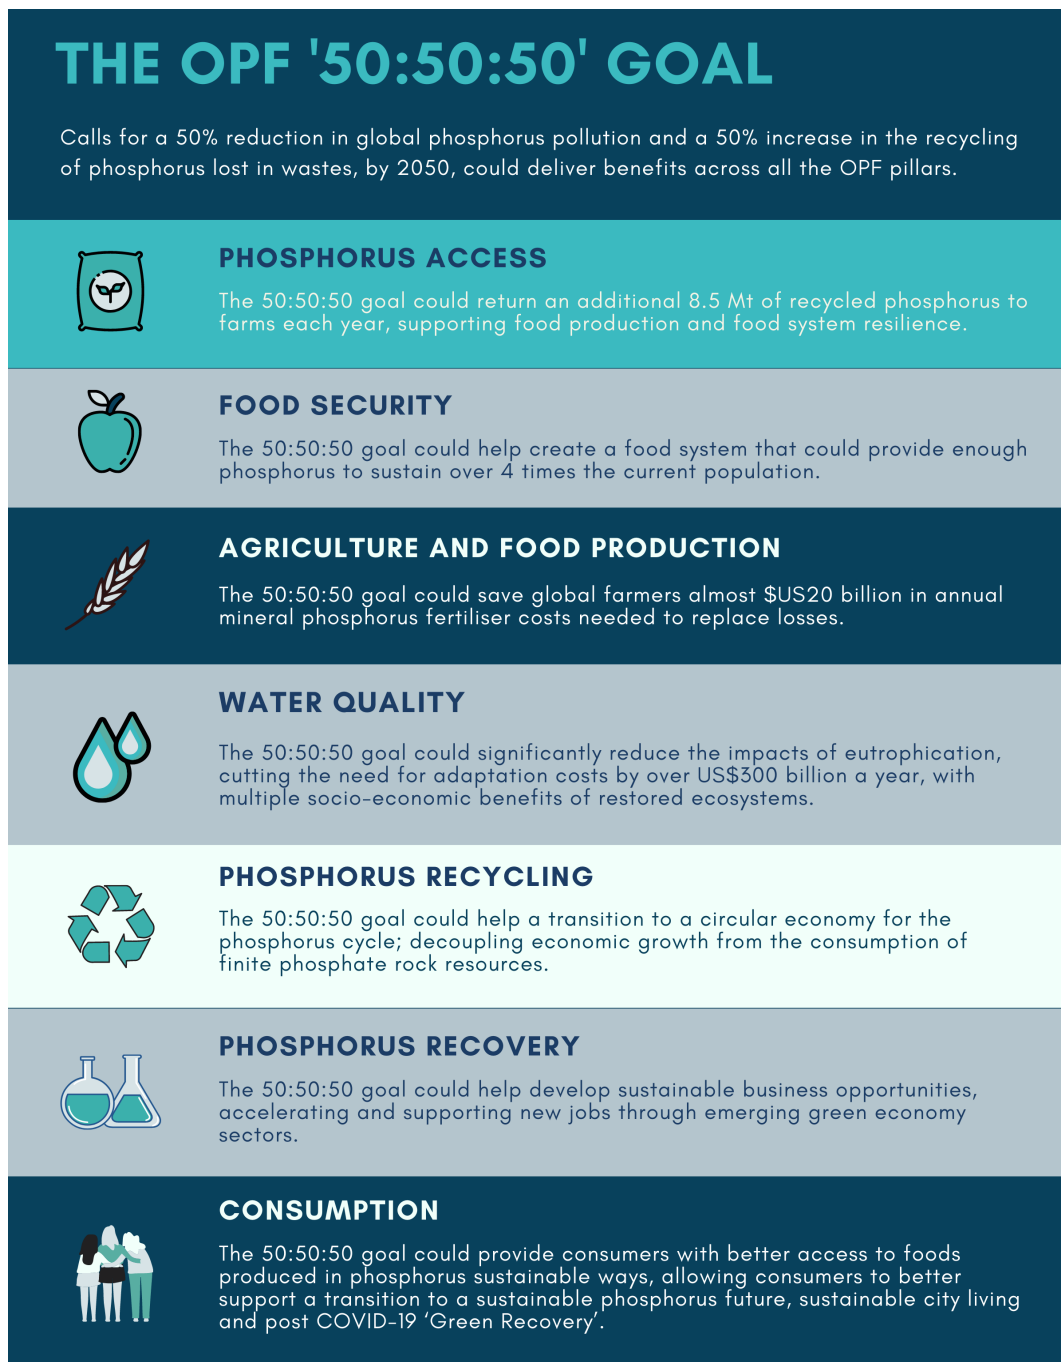 THE OPF '50:50:50' GOAL
Calls for a 50% reduction in global phosphorus pollution and a 50% increase in the recycling
of phosphorus lost in wastes, by 2050, could deliver benefits across all the OPF pillars.
PHOSPHORUS ACCESS
The 50:50:50 goal could return an additional 8.5 Mt of recycled phosphorus to
farms each year, supporting food production and food system resilience.
FOOD SECURITY
The 50:50:50 goal could help create a food system that could provide enough
phosphorus to sustain over 4 times the current population.
AGRICULTURE AND FOOD PRODUCTION
The 50:50:50 goal could save global farmers almost $US20 billion in annual
mineral phosphorus fertiliser costs needed to replace losses.
WATER QUALITY
The 50:50:50 goal could significantly reduce the impacts of eutrophication,
cutting the need for adaptation costs by over US$300 billion a year, with
multiple socio-economic benefits of restored ecosystems.
PHOSPHORUS RECYCLING
The 50:50:50 goal could help a transition to a circular economy for the
phosphorus cycle; decoupling economic growth from the consumption of
finite phosphate rock resources.
PHOSPHORUS RECOVERY
The 50:50:50 goal could help develop sustainable business opportunities,
accelerating and supporting new jobs through emerging green economy
sectors.
CONSUMPTION
The 50:50:50 goal could provide consumers with better access to foods
produced in phosphorus sustainable ways, allowing consumers to better
support a transition to a sustainable phosphorus future, sustainable city living
and post COVID-19 ‘Green Recovery’.